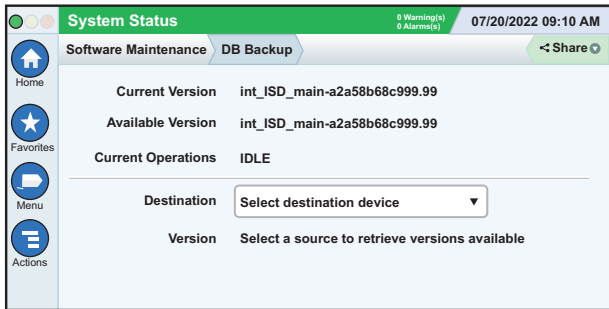 System Status
0 Warning(s)
0 Alarms(s)
07/20/2022 09:10 AM
Software Maintenance DB Backup Share
Home
Favorites
Menu
Actions
Current Version int_ISD_main-a2a58b68c999.99
Available Version int_ISD_main-a2a58b68c999.99
Current Operations IDLE
Destination Select destination device
Version Select a source to retrieve versions available